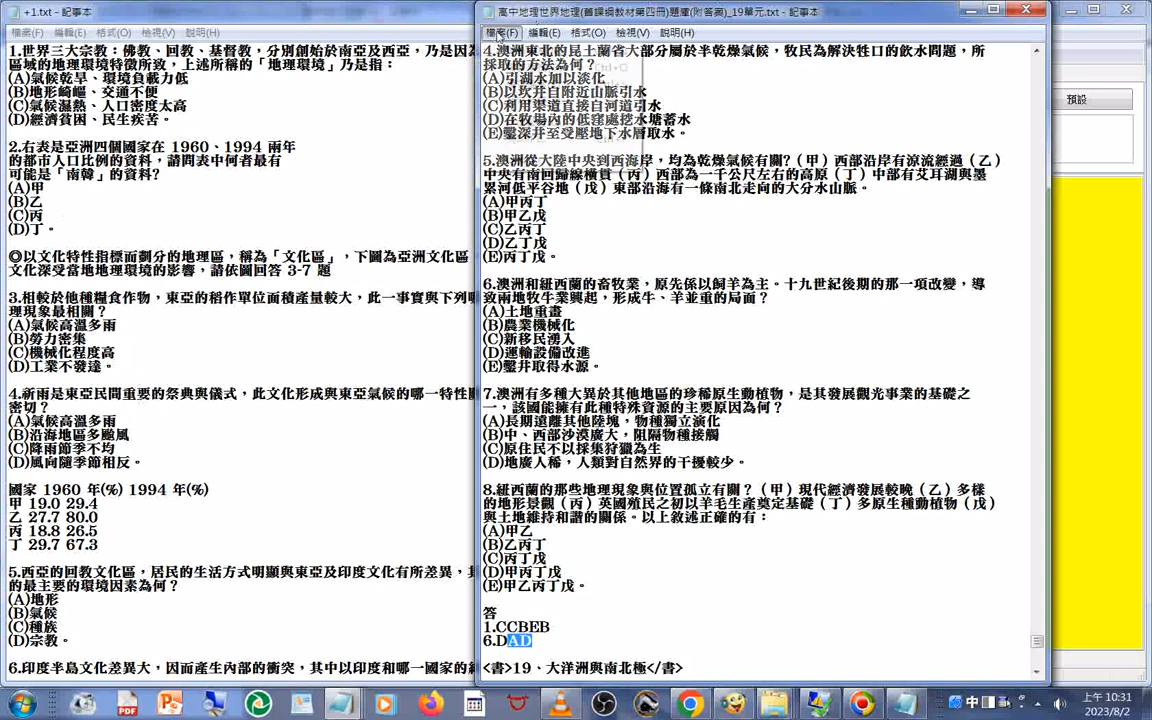 +1.txt - 記事本
檔案(F) 編輯(E) 格式(O) 檢視(V) 說明(H)
1.世界三大宗教：佛教、回教、基督教，分別創始於南亞及西亞，乃是因為
區域的地理環境特徵所致，上述所稱的「地理環境」乃是指：
(A)氣候乾旱、環境負載力低
(B)地形崎嶇、交通不便
(C)氣候濕熱、人口密度太高
(D)經濟貧困、民生疾苦。
2.右表是亞洲四個國家在 1960、1994 兩年
的都市人口比例的資料，請問表中何者最有
可能是「南韓」的資料?
(A)甲
(B)乙
(C)丙
(D)丁。
◎以文化特性指標而劃分的地理區，稱為「文化區」，下圖為亞洲文化區
文化深受當地地理環境的影響，請依圖回答 3-7 題
3.相較於他種糧食作物，東亞的稻作單位面積產量較大，此一事實與下列
理現象最相關？
(A)氣候高溫多雨
(B)勞力密集
(C)機械化程度高
(D)工業不發達。
4.祈雨是東亞民間重要的祭典與儀式，此文化形成與東亞氣候的哪一特性
密切？
(A)氣候高溫多雨
(B)沿海地區多颱風
(C)降雨節季不均
(D)風向隨季節相反。
國家 1960 年(%) 1994 年(%)
甲 19.0 29.4
乙 27.7 80.0
丙 18.8 26.5
丁 29.7 67.3
5.西亞的回教文化區，居民的生活方式明顯與東亞及印度文化有所差異，其
的最主要的環境因素為何？
(A)地形
(B)氣候
(C)種族
(D)宗教。
6.印度半島文化差異大，因而產生內部的衝突，其中以印度和哪一國家的
高中地理世界地理(舊課綱教材第四冊)題庫(附答案)_19單元.txt - 記事本
檔案(F) 編輯(E) 格式(O) 檢視(V) 說明(H)
4.澳洲東北的昆士蘭省大部分屬於半乾燥氣候，牧民為解決牲口的飲水問題，所
採取的方法為何？
(A)引湖水加以淡化
(B)以坎井自附近山脈引水
(C)利用渠道直接自河道引水
(D)在牧場內的低窪處挖水塘蓄水
(E)鑿深井至受壓地下水層取水。
5.澳洲從大陸中央到西海岸，均為乾燥氣候有關?（甲）西部沿岸有涼流經過（乙）
中央有南回歸線橫貫（丙）西部為一千公尺左右的高原（丁）中部有艾耳湖與墨
累河低平谷地（戊）東部沿海有一條南北走向的大分水山脈。
(A)甲丙丁
(B)甲乙戊
(C)乙丙丁
(D)乙丁戊
(E)丙丁戊。
6.澳洲和紐西蘭的畜牧業，原先係以飼羊為主。十九世紀後期的那一項改變，導
致兩地牧牛業興起，形成牛、羊並重的局面？
(A)土地重畫
(B)農業機械化
(C)新移民湧入
(D)運輸設備改進
(E)鑿井取得水源。
7.澳洲有多種大異於其他地區的珍稀原生動植物，是其發展觀光事業的基礎之
一，該國能擁有此種特殊資源的主要原因為何？
(A)長期遠離其他陸塊，物種獨立演化
(B)中、西部沙漠廣大，阻隔物種接觸
(C)原住民不以採集狩獵為生
(D)地廣人稀，人類對自然界的干擾較少。
8.紐西蘭的那些地理現象與位置孤立有關？（甲）現代經濟發展較晚（乙）多樣
的地形景觀（丙）英國殖民之初以羊毛生產奠定基礎（丁）多原生種動植物（戊）
與土地維持和諧的關係。以上敘述正確的有：
(A)甲乙
(B)乙丙丁
(C)丙丁戊
(D)甲丙丁戊
(E)甲乙丙丁戊。
答
1.CCBEB
6.DAD
<書>19、大洋洲與南北極</書>
預設
中
上午 10:31
2023/8/2